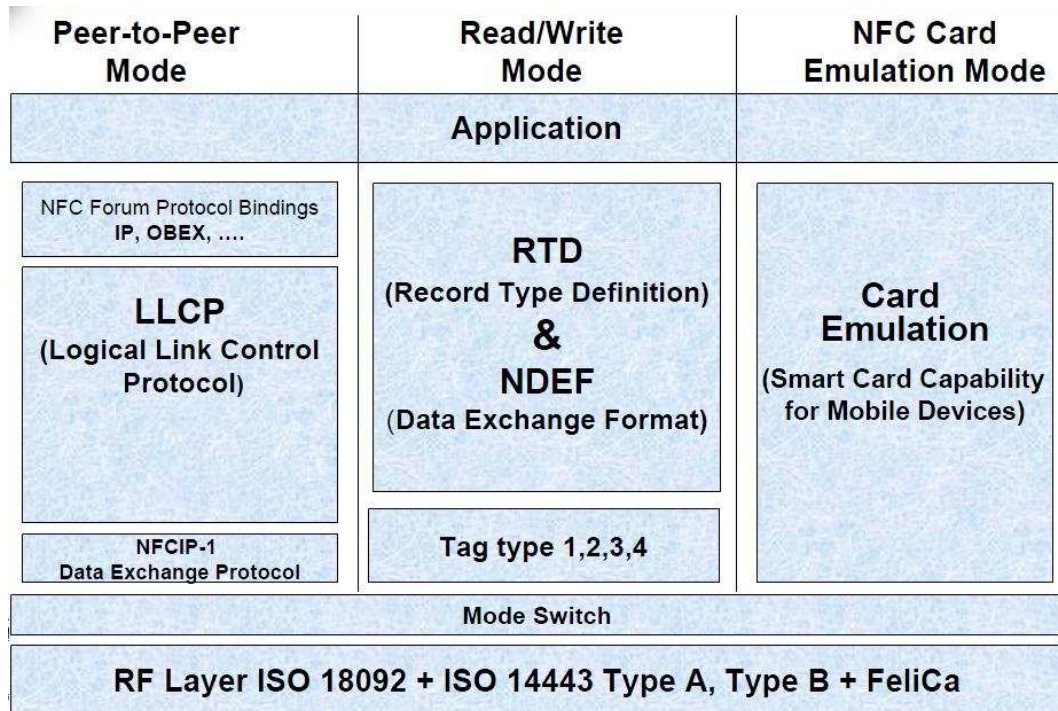 Peer-to-Peer
Mode
Read/Write
Mode
NFC Card
Emulation Mode
Application
NFC Forum Protocol Bindings
IP, OBEX, ....
LLCP
(Logical Link Control
Protocol)
NFCIP-1
Data Exchange Protocol
RTD
(Record Type Definition)
&
NDEF
(Data Exchange Format)
Tag type 1,2,3,4
Card
Emulation
(Smart Card Capability
for Mobile Devices)
Mode Switch
RF Layer ISO 18092 + ISO 14443 Type A, Type B + FeliCa